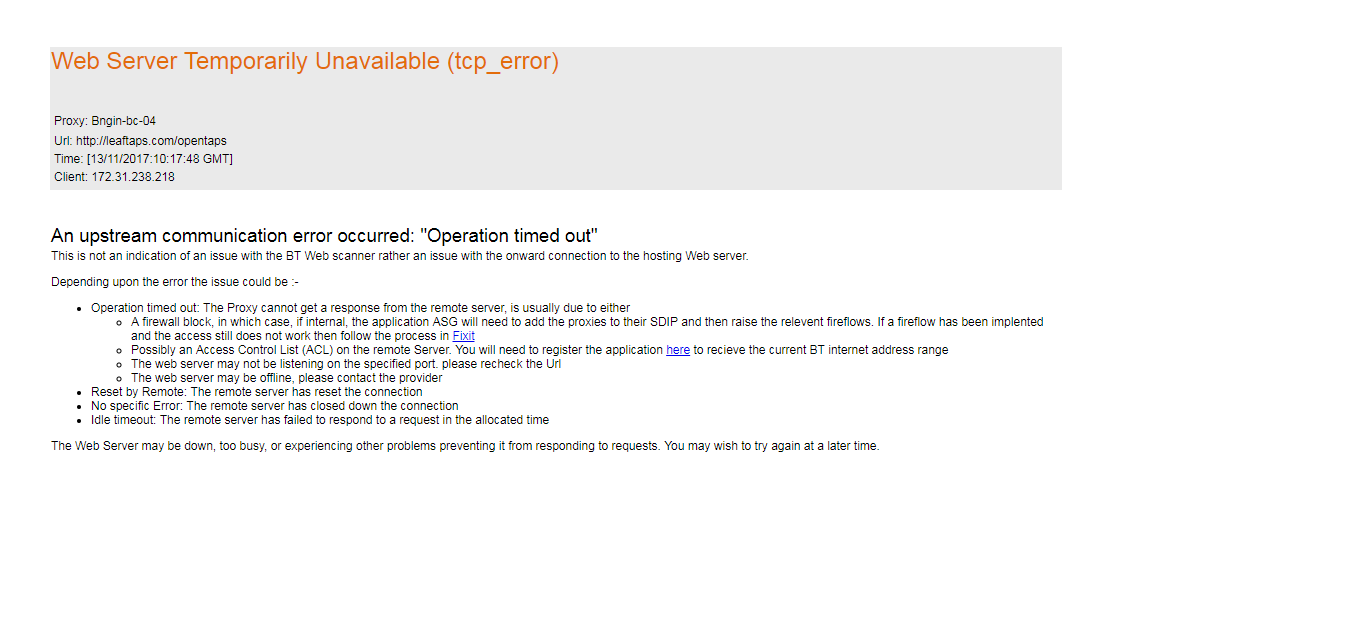 Web Server Temporarily Unavailable (tcp_error)
Proxy: Bngin-bc-04
Url: http://leaftaps.com/opentaps
Time: [13/11/2017:10:17:48 GMT]
Client: 172.31.238.218
An upstream communication error occurred: "Operation timed out"
This is not an indication of an issue with the BT Web scanner rather an issue with the onward connection to the hosting Web server.
Depending upon the error the issue could be :-
Operation timed out: The Proxy cannot get a response from the remote server, is usually due to either
A firewall block, in which case, if internal, the application ASG will need to add the proxies to their SDIP and then raise the relevent fireflows. If a fireflow has been implented
and the access still does not work then follow the process in Fixit
Possibly an Access Control List (ACL) on the remote Server. You will need to register the application here to recieve the current BT internet address range
The web server may not be listening on the specified port. please recheck the Url
The web server may be offline, please contact the provider
Reset by Remote: The remote server has reset the connection
No specific Error: The remote server has closed down the connection
Idle timeout: The remote server has failed to respond to a request in the allocated time
The Web Server may be down, too busy, or experiencing other problems preventing it from responding to requests. You may wish to try again at a later time.